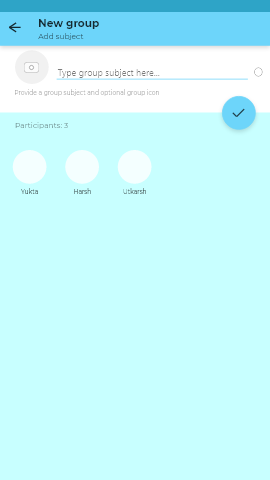 New group
Add subject
Type group subject here...
Provide a group subject and optional group icon
Participants: 3
Yukta Harsh Utkarsh